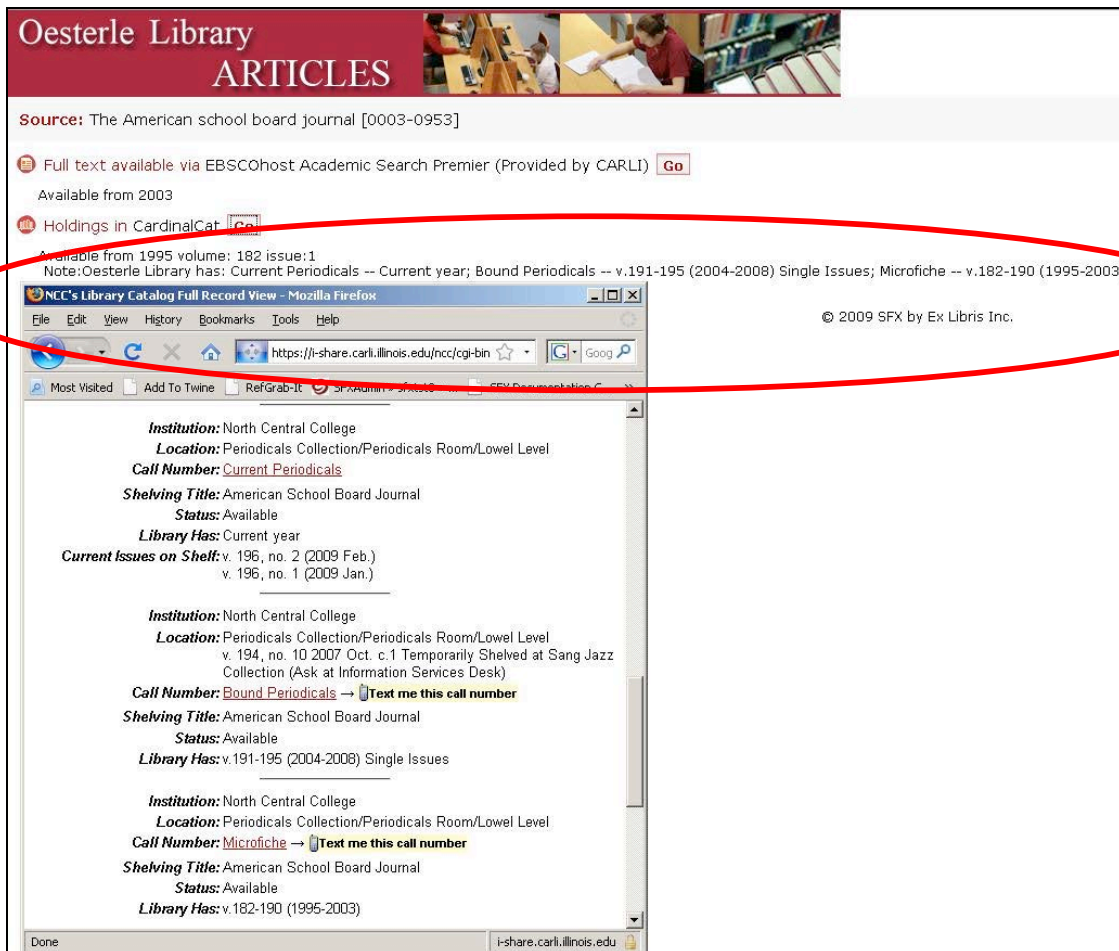 Oesterle Library
ARTICLES
Source: The American school board journal [0003-0953]
Full text available via EBSCOhost Academic Search Premier (Provided by CARLI) Go
Available from 2003
Holdings in CardinalCat Go
Available from 1995 volume: 182 issue:1
Note:Oesterle Library has: Current Periodicals -- Current year; Bound Periodicals -- v.191-195 (2004-2008) Single Issues; Microfiche -- v.182-190 (1995-2003
© 2009 SFX by Ex Libris Inc.
NCC's Library Catalog Full Record View - Mozilla Firefox
File Edit View History Bookmarks Tools Help
https://i-share.carli.illinois.edu/ncc/cgi-bin G Goog
Most Visited Add To Twine RefGrab-It SFXAdmin »
Institution: North Central College
Location: Periodicals Collection/Periodicals Room/Lowel Level
Call Number: Current Periodicals
Shelving Title: American School Board Journal
Status: Available
Library Has: Current year
Current Issues on Shelf: v. 196, no. 2 (2009 Feb.)
v. 196, no. 1 (2009 Jan.)
Institution: North Central College
Location: Periodicals Collection/Periodicals Room/Lowel Level
v. 194, no. 10 2007 Oct. c.1 Temporarily Shelved at Sang Jazz
Collection (Ask at Information Services Desk)
Call Number: Bound Periodicals → Text me this call number
Shelving Title: American School Board Journal
Status: Available
Library Has: v.191-195 (2004-2008) Single Issues
Institution: North Central College
Location: Periodicals Collection/Periodicals Room/Lowel Level
Call Number: Microfiche → Text me this call number
Shelving Title: American School Board Journal
Status: Available
Library Has: v.182-190 (1995-2003)
Done i-share.carli.illinois.edu